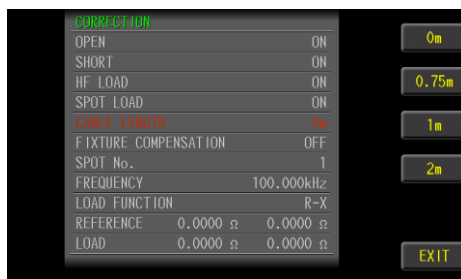 CORRECTION
OPEN ON
SHORT ON
HF LOAD ON
SPOT LOAD ON
CABLE LENGTH 0m
FIXTURE COMPENSATION OFF
SPOT No. 1
FREQUENCY 100.000kHz
LOAD FUNCTION R-X
REFERENCE 0.0000 Ω 0.0000 Ω
LOAD 0.0000 Ω 0.0000 Ω
0m
0.75m
1m
2m
EXIT